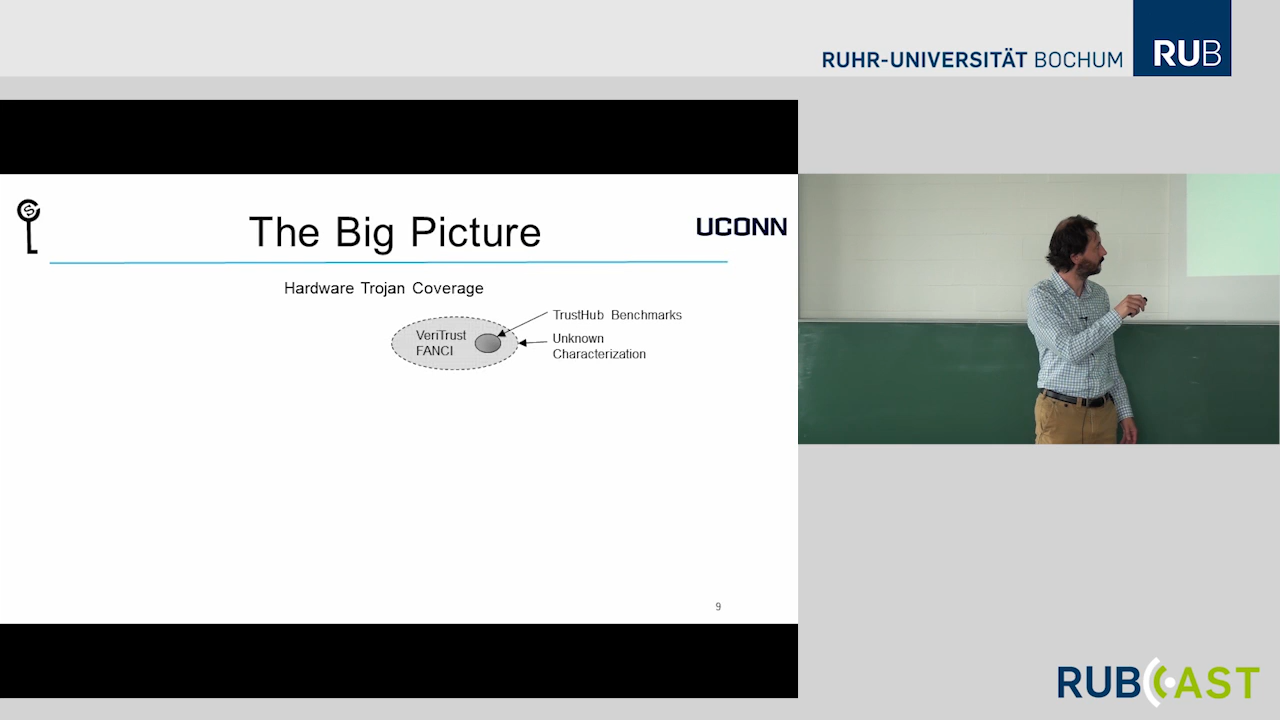 RUHR-UNIVERSITÄT BOCHUM
RUB
The Big Picture
UCONN
Hardware Trojan Coverage
TrustHub Benchmarks
VeriTrust
FANCI
Unknown
Characterization
9
RUBCAST